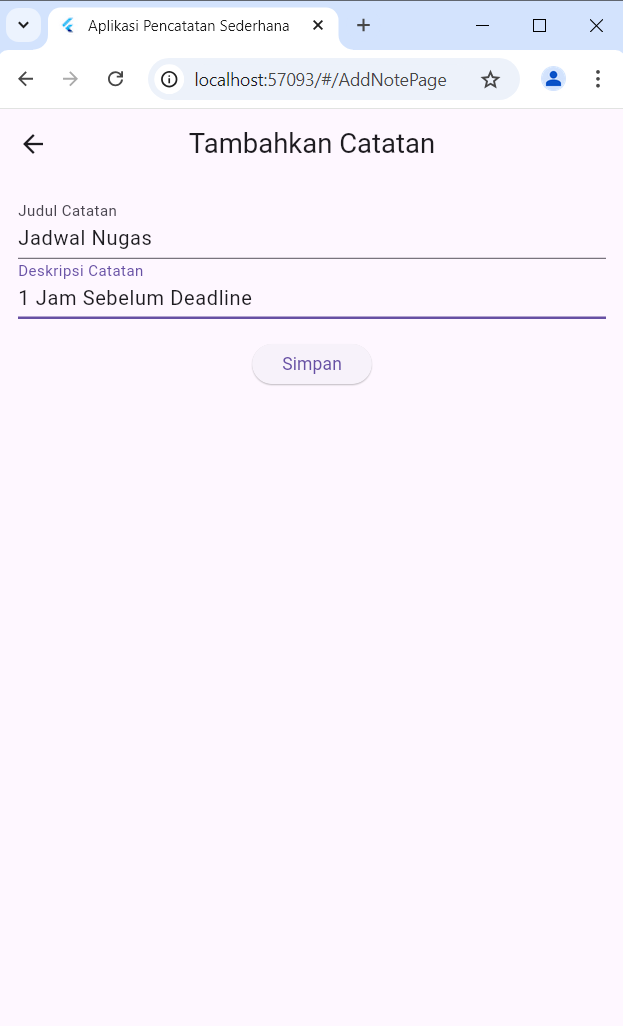 Aplikasi Pencatatan Sederhana
localhost:57093/#/AddNotePage
Tambahkan Catatan
Judul Catatan
Jadwal Nugas
Deskripsi Catatan
1 Jam Sebelum Deadline
Simpan